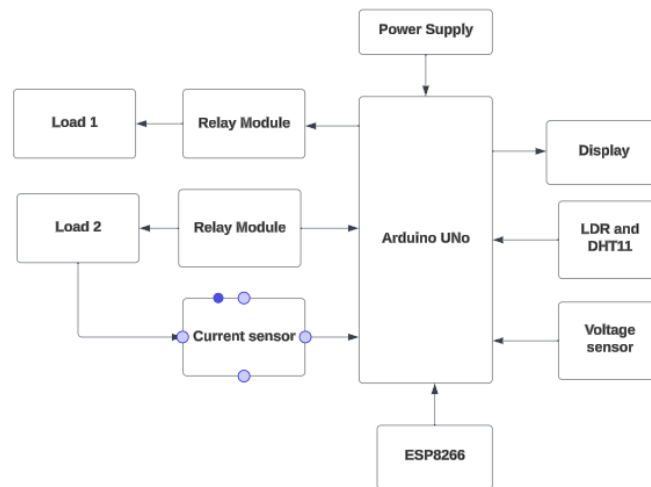 Power Supply
Load 1
Relay Module
Display
Load 2
Relay Module
Arduino UNo
LDR and
DHT11
Current sensor
Voltage
sensor
ESP8266